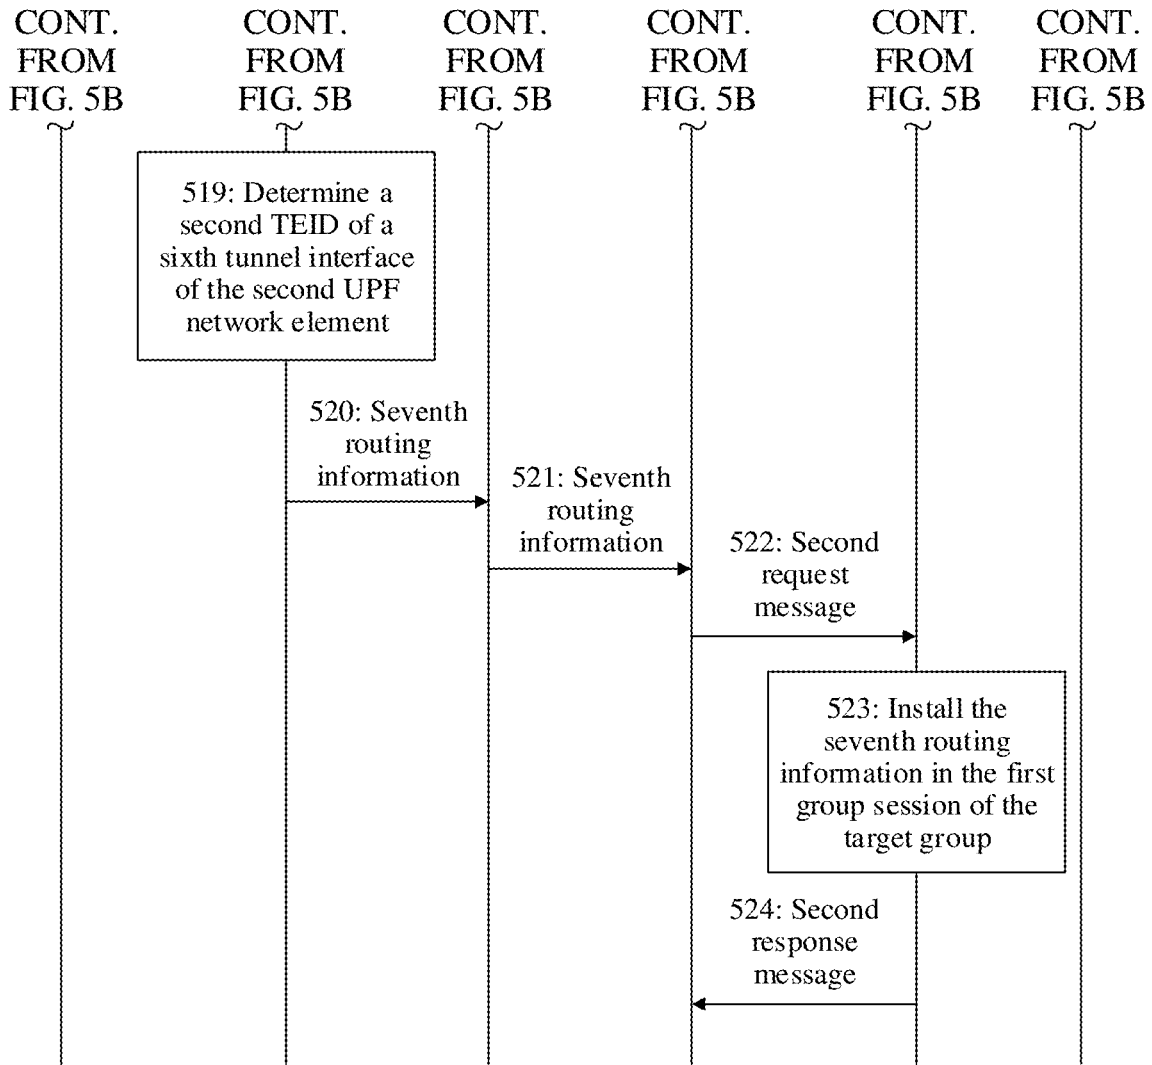 CONT.
FROM
FIG. 5B
CONT.
FROM
FIG. 5B
CONT.
FROM
FIG. 5B
CONT.
FROM
FIG. 5B
CONT.
FROM
FIG. 5B
CONT.
FROM
FIG. 5B
519: Determine a
second TEID of a
sixth tunnel interface
of the second UPF
network element
520: Seventh
routing
information
521: Seventh
routing
information
522: Second
request
message
523: Install the
seventh routing
information in the first
group session of the
target group
524: Second
response
message